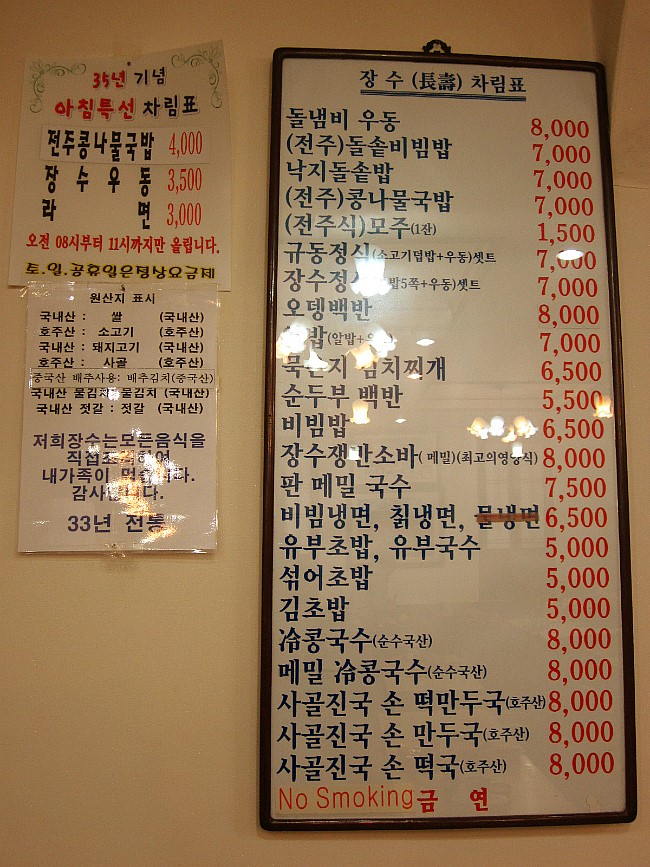 35년 기념
아침특선 차림표
전주콩나물국밥 4,000
장수우동 3,500
라면 3,000
오전 08시부터 11시까지만 올립니다.
원산지 표시
국내산 : 쌀 (국내산)
호주산 : 소고기 (호주산)
국내산 : 돼지고기 (국내산)
호주산 : 사골 (호주산)
중국산 배추사용: 배추김치(중국산)
국내산 물김치: 물김치 (국내산)
국내산 젓갈 : 젓갈 (국내산)
저희장수는모든음식을
직접
내가족이
감사
33년 전통
장수 (長壽) 차림표
돌냄비 우동 8,000
(전주)돌솥비빔밥 7,000
낙지돌솥밥 7,000
(전주)콩나물국밥 7,000
(전주식)모주(1잔) 1,500
규동정식(소고기덮밥+우동)셋트 7,000
장수정식 밥5쪽+우동)셋트 7,000
오뎅백반 8,000
(알밥+ 7,000
묵은지 김치찌개 6,500
순두부 백반 5,500
비빔밥 6,500
장수쟁반소바(메밀)(최고의영양식) 8,000
판 메밀 국수 7,500
비빔냉면, 칡냉면, 물냉면 6,500
유부초밥, 유부국수 5,000
섞어초밥 5,000
김초밥 5,000
冷콩국수(순수국산) 8,000
메밀 冷콩국수(순수국산) 8,000
사골진국 손 떡만두국(호주산) 8,000
사골진국 손 만두국(호주산) 8,000
사골진국 손 떡국(호주산) 8,000
No Smoking 금 연